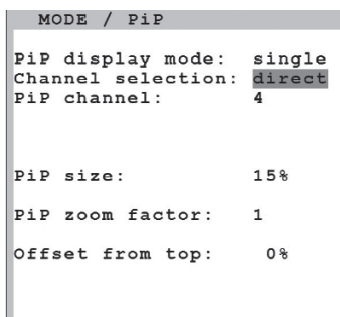 MODE / PiP
PiP display mode: single
Channel selection: direct
PiP channel: 4
PiP size: 15%
PiP zoom factor: 1
Offset from top: 0%